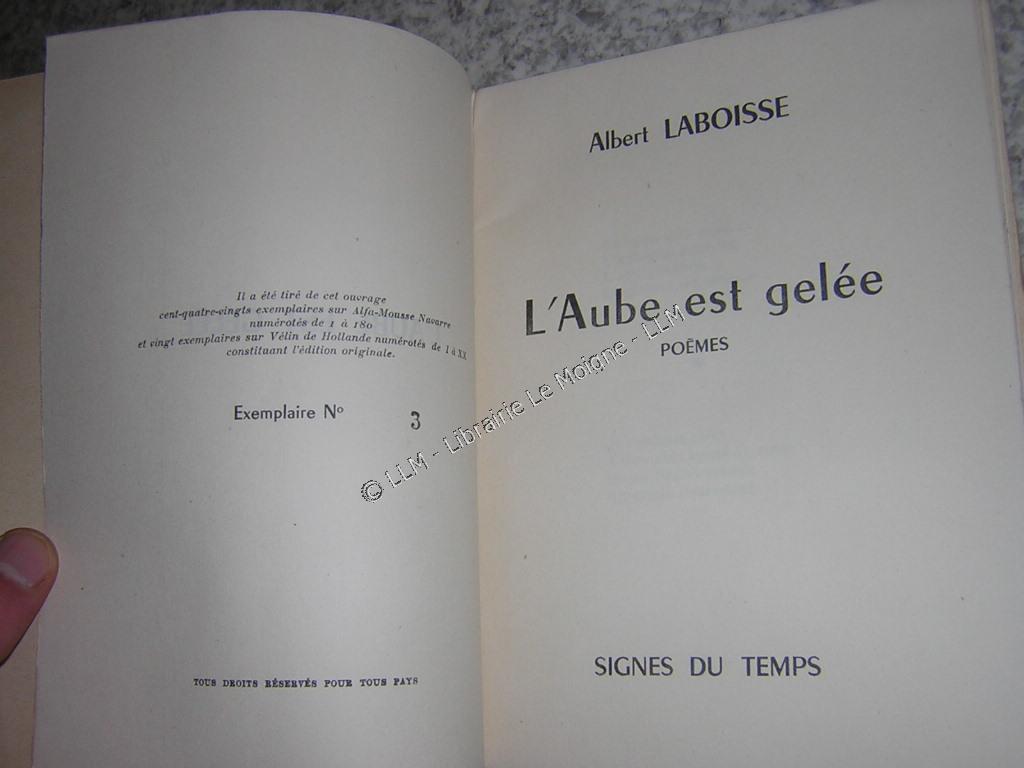 Il a été tiré de cet ouvrage
cent-quatre-vingts exemplaires sur Alfa-Mousse Navarre
numérotés de 1 à 180
et vingt exemplaires sur Vélin de Hollande numérotés de I à XX
constituant l'édition originale.
Exemplaire Nº 3
TOUS DROITS RÉSERVÉS POUR TOUS PAYS
Albert LABOISSE
L'Aube est gelée
POÈMES
SIGNES DU TEMPS
© LLM - Librairie Le Moigne - LLM